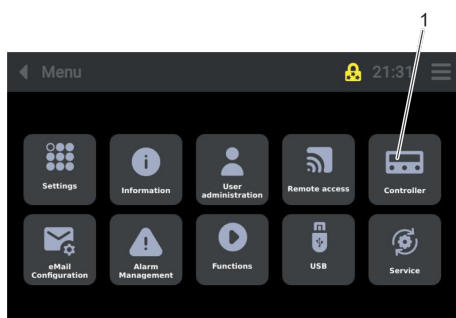 1
Menu
21:31
Settings
Information
User
administration
Remote access
Controller
eMail
Configuration
Alarm
Management
Functions
USB
Service